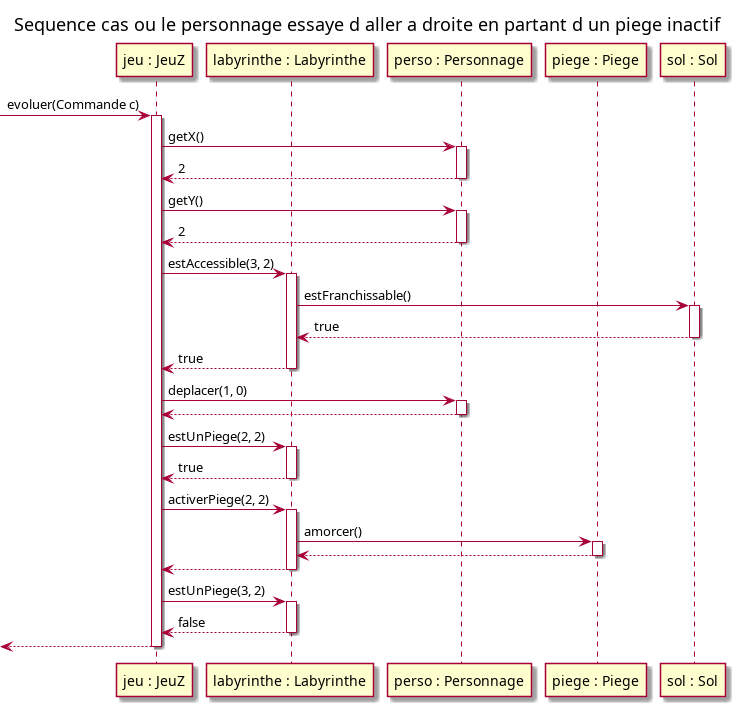 Sequence cas ou le personnage essaye d aller a droite en partant d un piege inactif
jeu : JeuZ
labyrinthe : Labyrinthe
perso : Personnage
piege : Piege
sol : Sol
evoluer(Commande c)
getX()
2
getY()
2
estAccessible(3, 2)
estFranchissable()
true
true
deplacer(1, 0)
estUnPiege(2, 2)
true
activerPiege(2, 2)
amorcer()
estUnPiege(3, 2)
false
jeu : JeuZ
labyrinthe : Labyrinthe
perso : Personnage
piege : Piege
sol : Sol